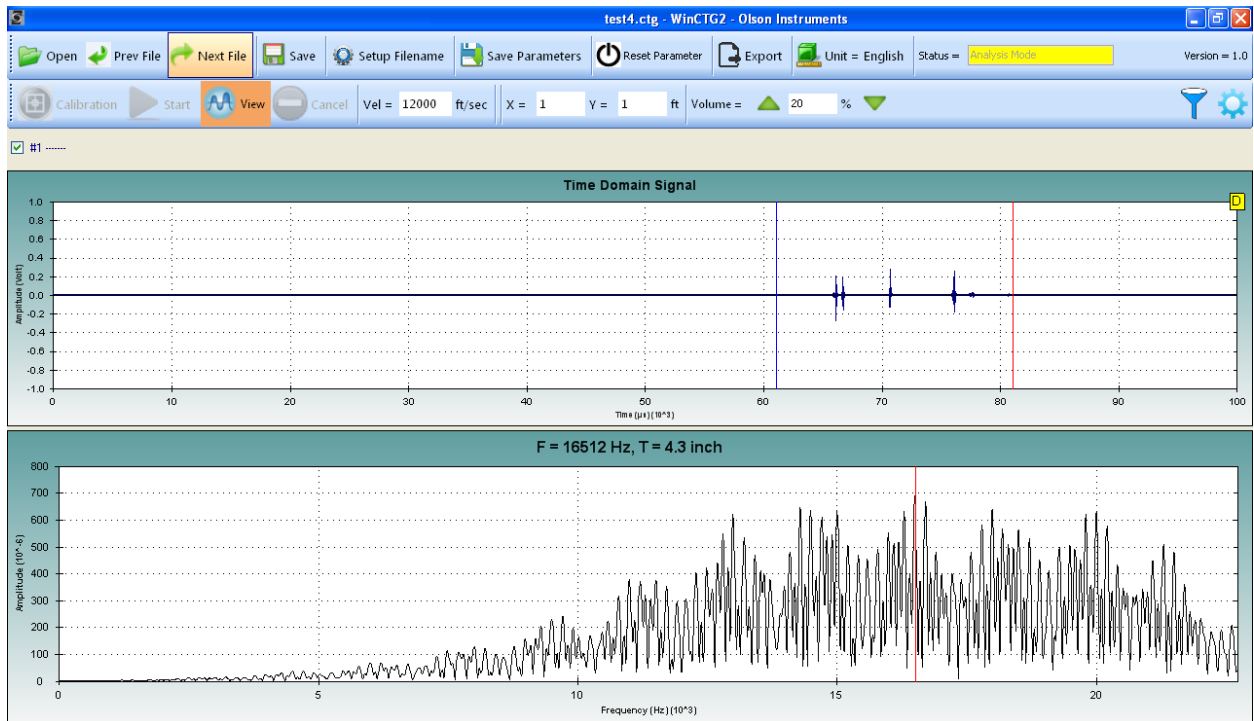 test4.ctg - WinCTG2 - Olson Instruments
Open Prev File Next File Save Setup Filename Save Parameters Reset Parameter Export Unit = English Status = Analysis Mode Version = 1.0
Calibration Start View Cancel Vel = 12000 ft/sec X = 1 Y = 1 ft Volume = 20 %
#1 -------
Time Domain Signal
D
1.0
0.8
0.6
0.4
0.2
0.0
-0.2
-0.4
-0.6
-0.8
-1.0
Amplitude (Volt)
0 10 20 30 40 50 60 70 80 90 100
Time (µs) (10^3)
F = 16512 Hz, T = 4.3 inch
800
700
600
500
400
300
200
100
0
Amplitude (10^-6)
0 5 10 15 20
Frequency (Hz) (10^3)